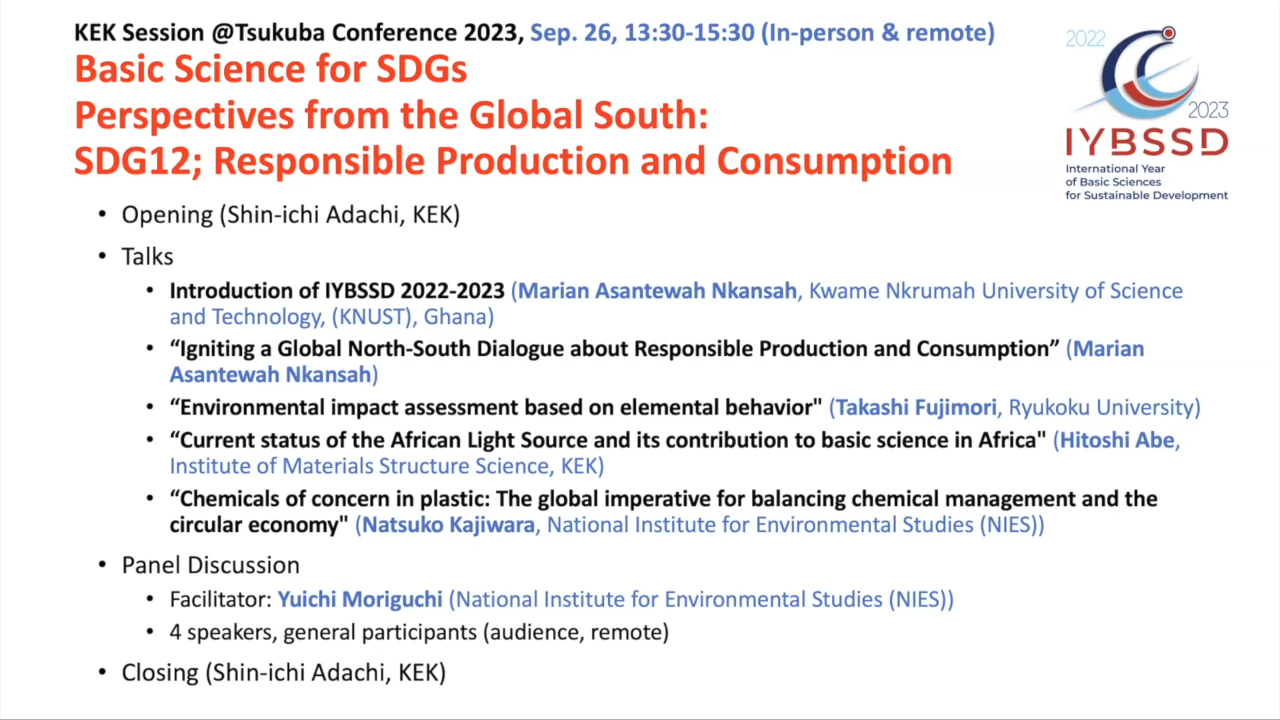 KEK Session @Tsukuba Conference 2023, Sep. 26, 13:30-15:30 (In-person & remote)
Basic Science for SDGs
Perspectives from the Global South:
SDG12; Responsible Production and Consumption
2022
2023
IYBSSD
International Year
of Basic Sciences
for Sustainable Development
• Opening (Shin-ichi Adachi, KEK)
• Talks
• Introduction of IYBSSD 2022-2023 (Marian Asantewah Nkansah, Kwame Nkrumah University of Science
and Technology, (KNUST), Ghana)
• “Igniting a Global North-South Dialogue about Responsible Production and Consumption” (Marian
Asantewah Nkansah)
• “Environmental impact assessment based on elemental behavior" (Takashi Fujimori, Ryukoku University)
• “Current status of the African Light Source and its contribution to basic science in Africa" (Hitoshi Abe,
Institute of Materials Structure Science, KEK)
• “Chemicals of concern in plastic: The global imperative for balancing chemical management and the
circular economy" (Natsuko Kajiwara, National Institute for Environmental Studies (NIES))
• Panel Discussion
• Facilitator: Yuichi Moriguchi (National Institute for Environmental Studies (NIES))
• 4 speakers, general participants (audience, remote)
• Closing (Shin-ichi Adachi, KEK)